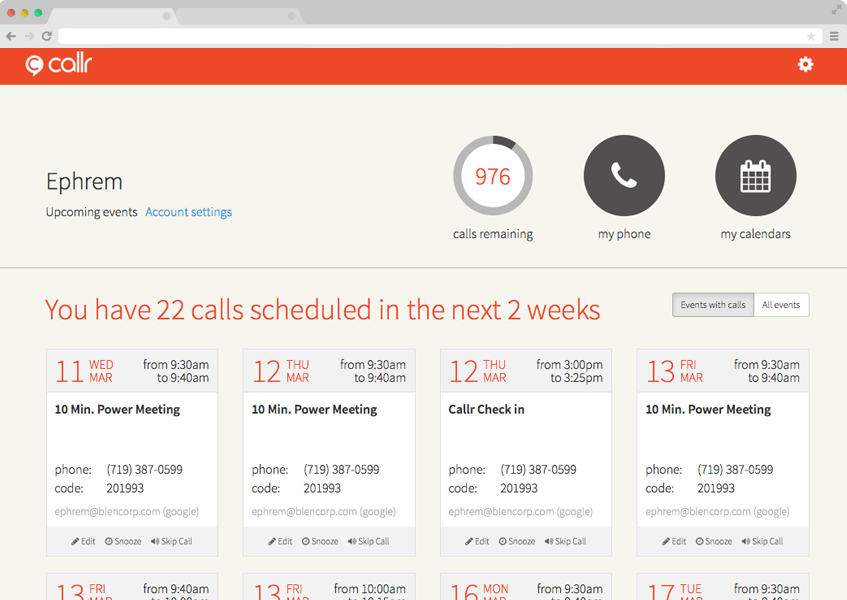 callr
976
Ephrem
Upcoming events Account settings
calls remaining my phone my calendars
You have 22 calls scheduled in the next 2 weeks
Events with calls All events
11 WED MAR from 9:30am to 9:40am
10 Min. Power Meeting
phone: (719) 387-0599
code: 201993
ephrem@blencorp.com (google)
Edit Snooze Skip Call
12 THU MAR from 9:30am to 9:40am
10 Min. Power Meeting
phone: (719) 387-0599
code: 201993
ephrem@blencorp.com (google)
Edit Snooze Skip Call
12 THU MAR from 3:00pm to 3:25pm
Callr Check in
phone: (719) 387-0599
code: 201993
ephrem@blencorp.com (google)
Edit Snooze Skip Call
13 FRI MAR from 9:30am to 9:40am
10 Min. Power Meeting
phone: (719) 387-0599
code: 201993
ephrem@blencorp.com (google)
Edit Snooze Skip Call
13 FRI MAR from 9:40am
13 FRI MAR from 10:00am
16 MON MAR from 9:30am
17 TUE MAR from 9:30am